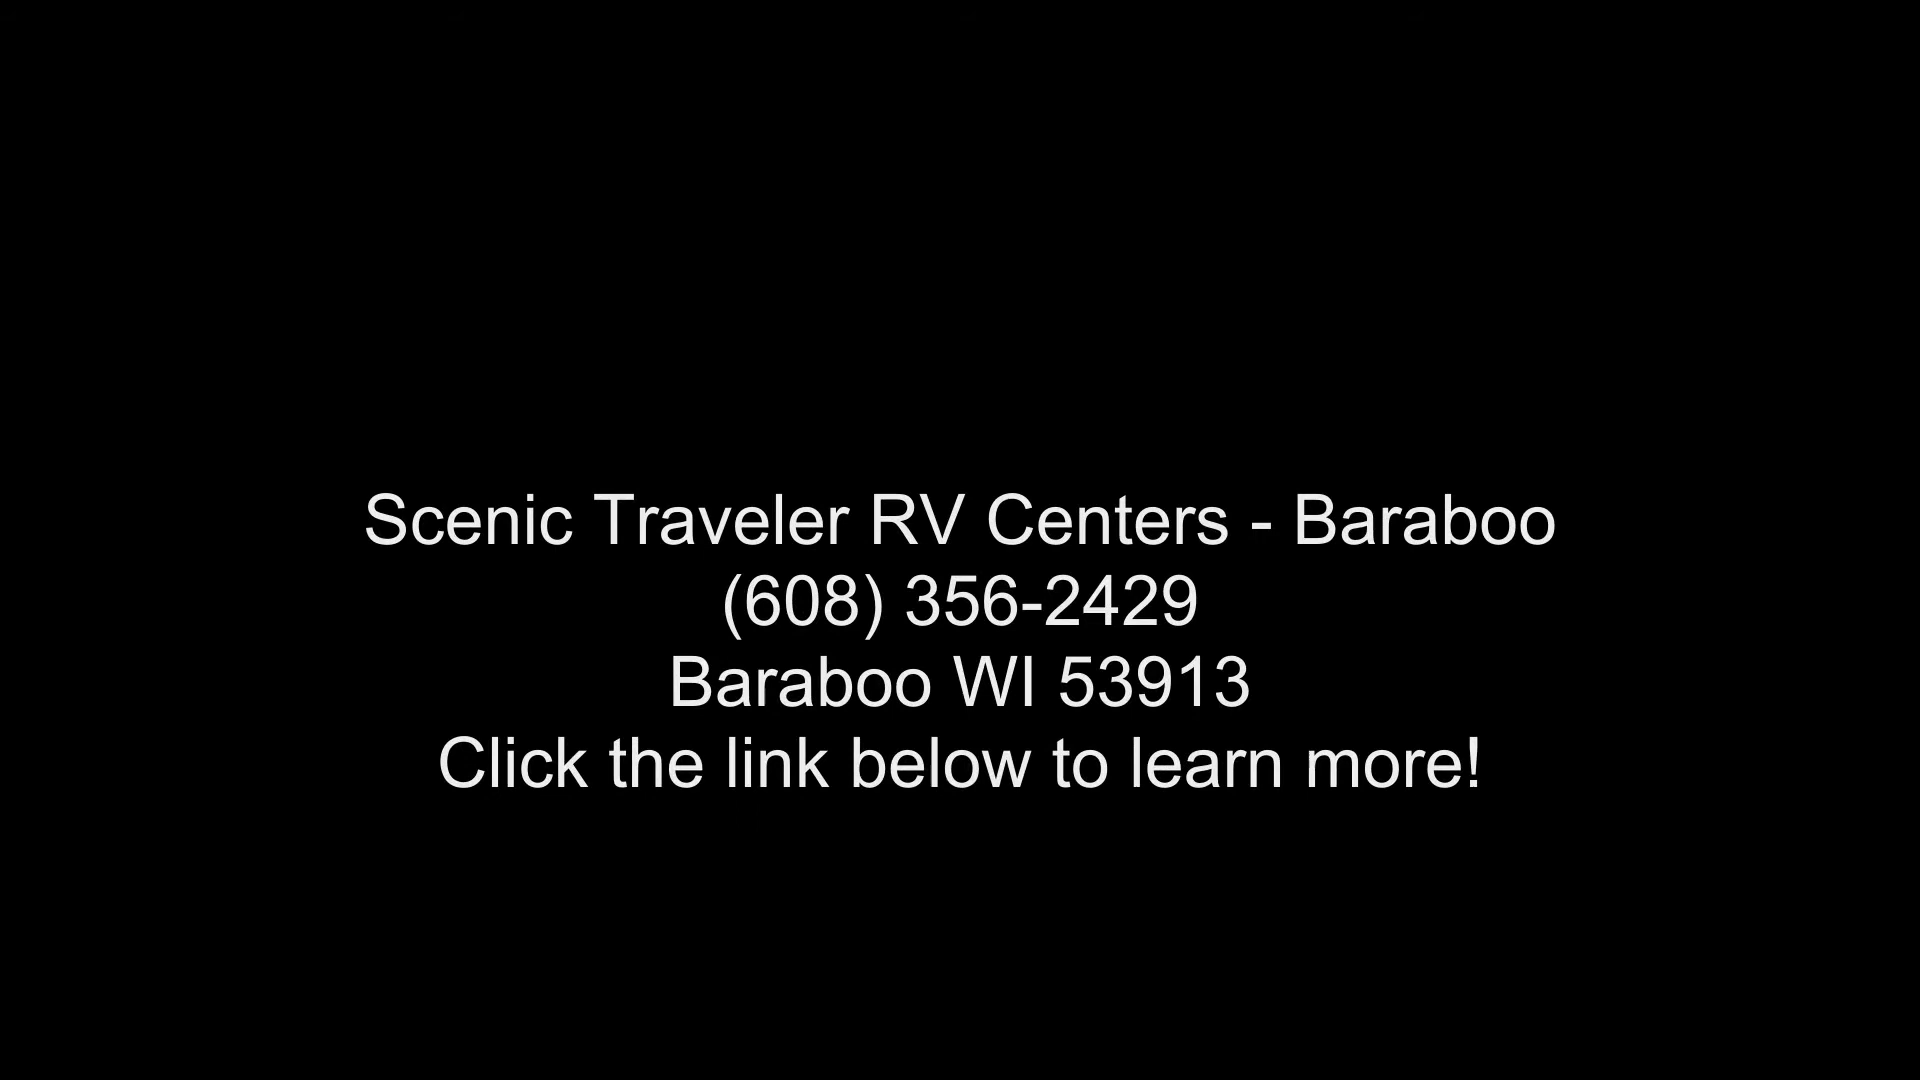 Scenic Traveler RV Centers - Baraboo
(608) 356-2429
Baraboo WI 53913
Click the link below to learn more!